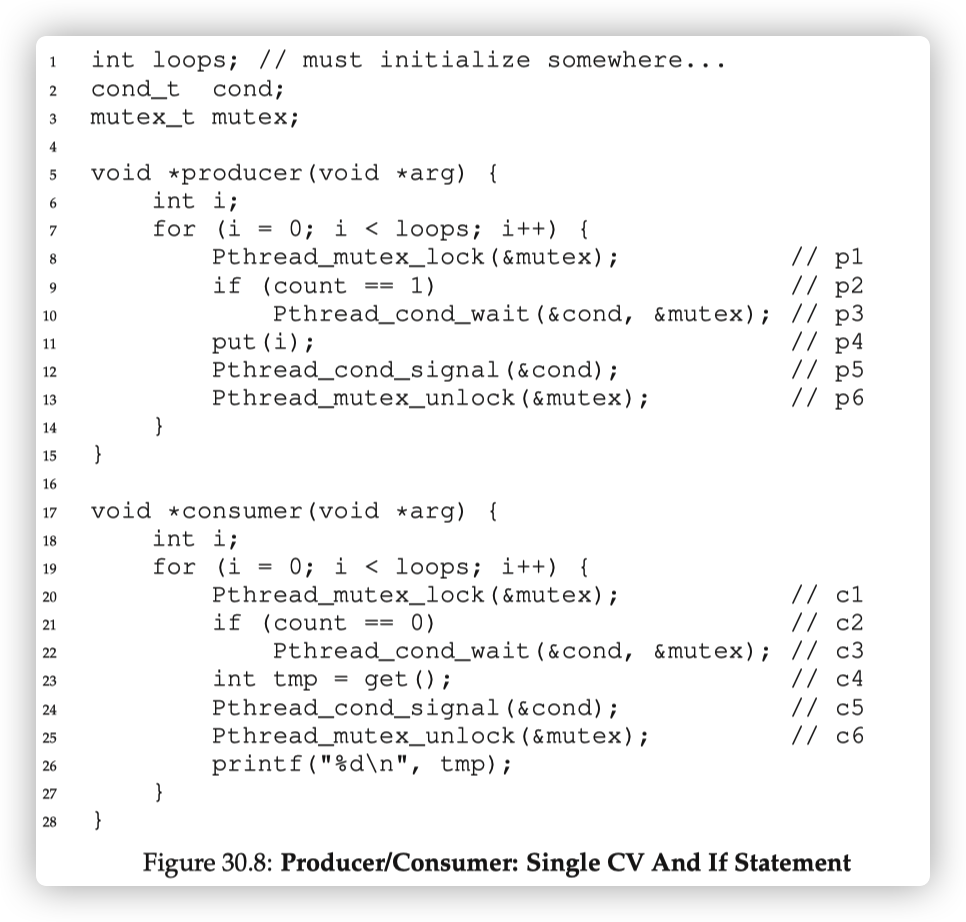 1 int loops; // must initialize somewhere...
2 cond_t  cond;
3 mutex_t mutex;
4
5 void *producer(void *arg) {
6     int i;
7     for (i = 0; i < loops; i++) {
8         Pthread_mutex_lock(&mutex);           // p1
9         if (count == 1)                       // p2
10             Pthread_cond_wait(&cond, &mutex); // p3
11         put(i);                               // p4
12         Pthread_cond_signal(&cond);           // p5
13         Pthread_mutex_unlock(&mutex);         // p6
14     }
15 }
16
17 void *consumer(void *arg) {
18     int i;
19     for (i = 0; i < loops; i++) {
20         Pthread_mutex_lock(&mutex);           // c1
21         if (count == 0)                       // c2
22             Pthread_cond_wait(&cond, &mutex); // c3
23         int tmp = get();                      // c4
24         Pthread_cond_signal(&cond);           // c5
25         Pthread_mutex_unlock(&mutex);         // c6
26         printf("%d\n", tmp);
27     }
28 }
Figure 30.8: Producer/Consumer: Single CV And If Statement